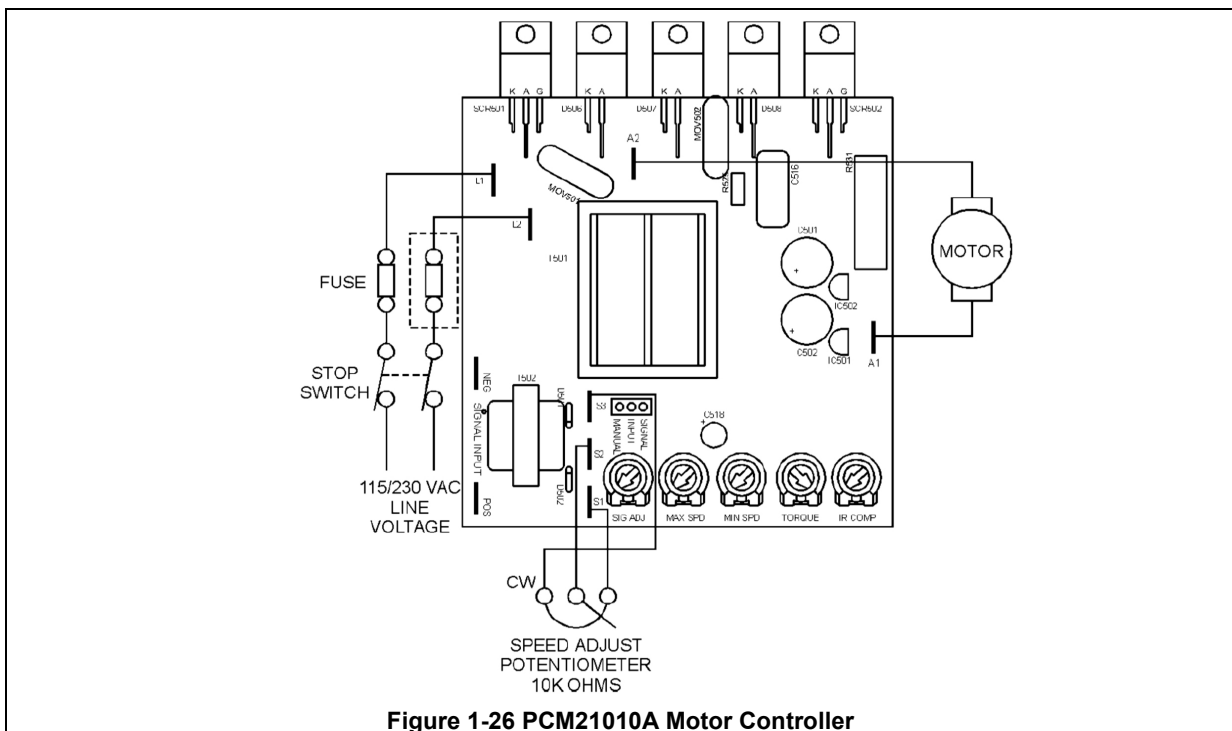 K A G
K A
K A
K A
K A G
SCR501
D506
D507
MOV502
D508
SCR502
A2
L1
MOV501
C516
L2
T501
C501
MOTOR
FUSE
IC502
C502
IC501
A1
STOP
SWITCH
NEG
SIGNAL INPUT
POS
T502
S3
S2
S1
MANUAL
INPUT
SIGNAL
C518
115/230 VAC
LINE
VOLTAGE
SIG ADJ
MAX SPD
MIN SPD
TORQUE
IR COMP
CW
SPEED ADJUST
POTENTIOMETER
10K OHMS
Figure 1-26 PCM21010A Motor Controller